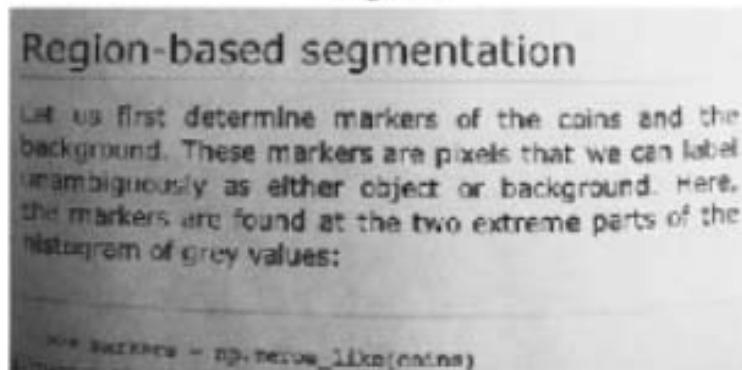 Region-based segmentation
Let us first determine markers of the coins and the
background. These markers are pixels that we can label
unambiguously as either object or background. Here,
the markers are found at the two extreme parts of the
histogram of grey values:
>>> markers = np.zeros_like(coins)